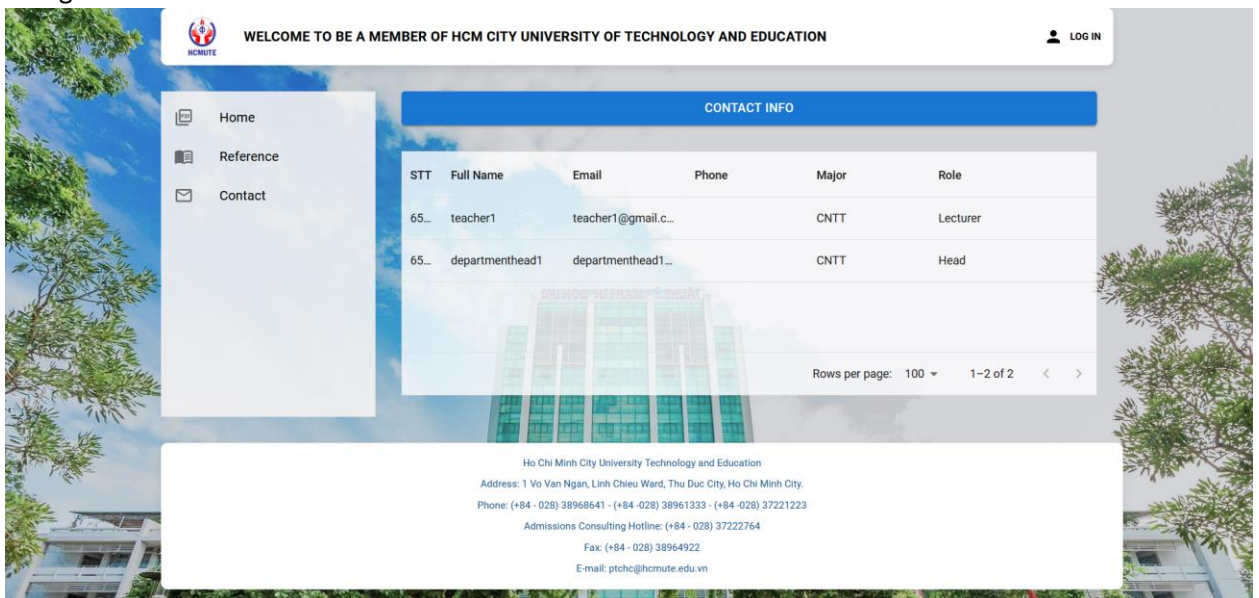 HCMUTE
WELCOME TO BE A MEMBER OF HCM CITY UNIVERSITY OF TECHNOLOGY AND EDUCATION
LOG IN
Home
Reference
Contact
CONTACT INFO
STT Full Name Email Phone Major Role
65... teacher1 teacher1@gmail.c... CNTT Lecturer
65... departmenthead1 departmenthead1... CNTT Head
Rows per page: 100 1–2 of 2
Ho Chi Minh City University Technology and Education
Address: 1 Vo Van Ngan, Linh Chieu Ward, Thu Duc City, Ho Chi Minh City.
Phone: (+84 - 028) 38968641 - (+84 -028) 38961333 - (+84 -028) 37221223
Admissions Consulting Hotline: (+84 - 028) 37222764
Fax: (+84 - 028) 38964922
E-mail: ptchc@hcmute.edu.vn